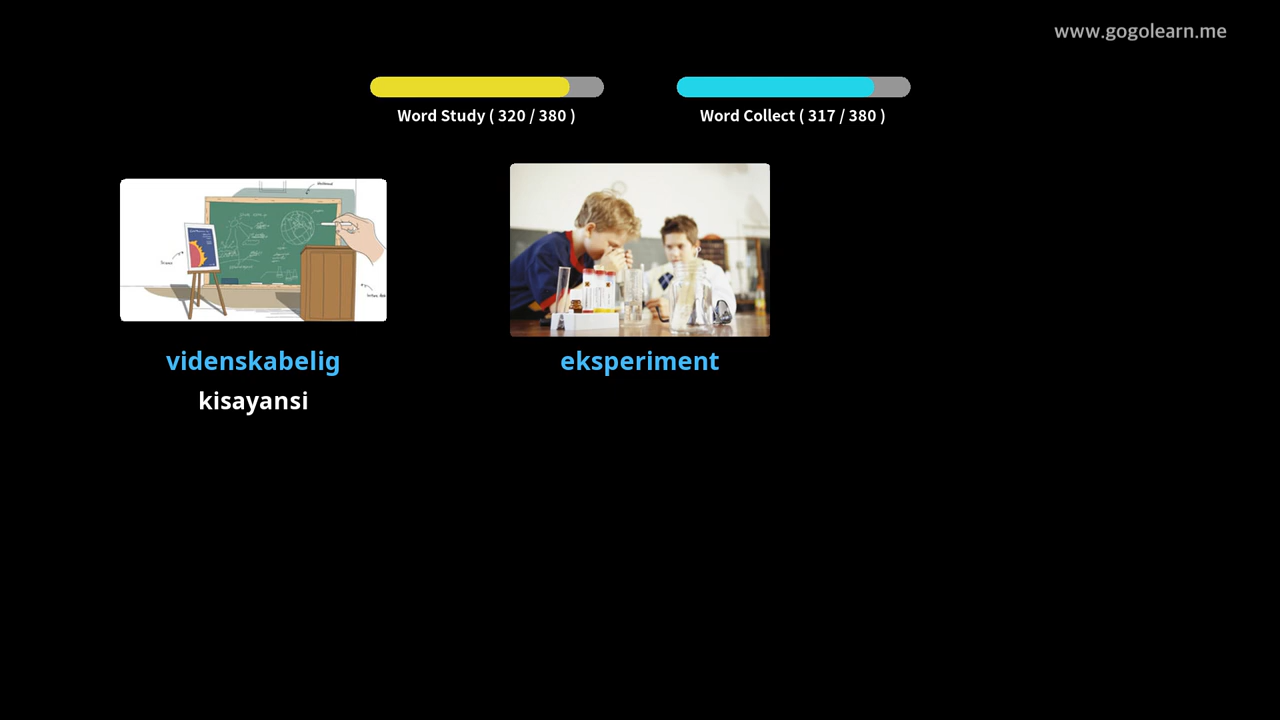 www.gogolearn.me
Word Study ( 320 / 380 )
Word Collect ( 317 / 380 )
videnskabelig
eksperiment
kisayansi